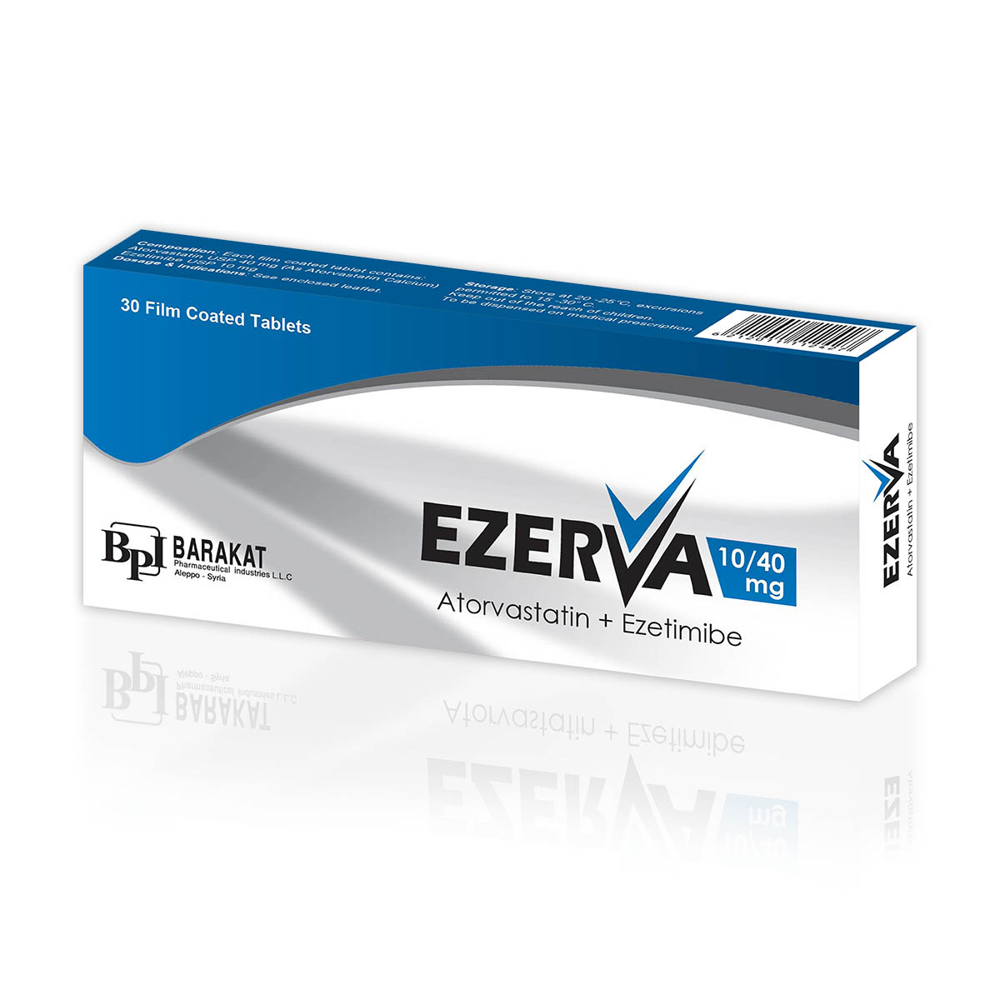 Composition: Each film coated tablet contains:
Atorvastatin USP 40 mg (As Atorvastatin Calcium)
Ezetimibe USP 10 mg
Dosage & Indications: See enclosed leaflet.
Storage: Store at 20 -25°C, excursions
permitted to 15 -30° C.
Keep out of the reach of children.
To be dispensed on medical prescription.
30 Film Coated Tablets
BPI BARAKAT
Pharmaceutical industries L.L.C
Aleppo - Syria
EZERVA
10/40
mg
Atorvastatin + Ezetimibe
EZERVA
Atorvastatin + Ezetimibe